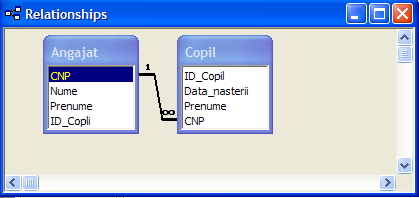 Relationships
Angajat
CNP
Nume
Prenume
ID_Copli
1
∞
Copil
ID_Copil
Data_nasterii
Prenume
CNP